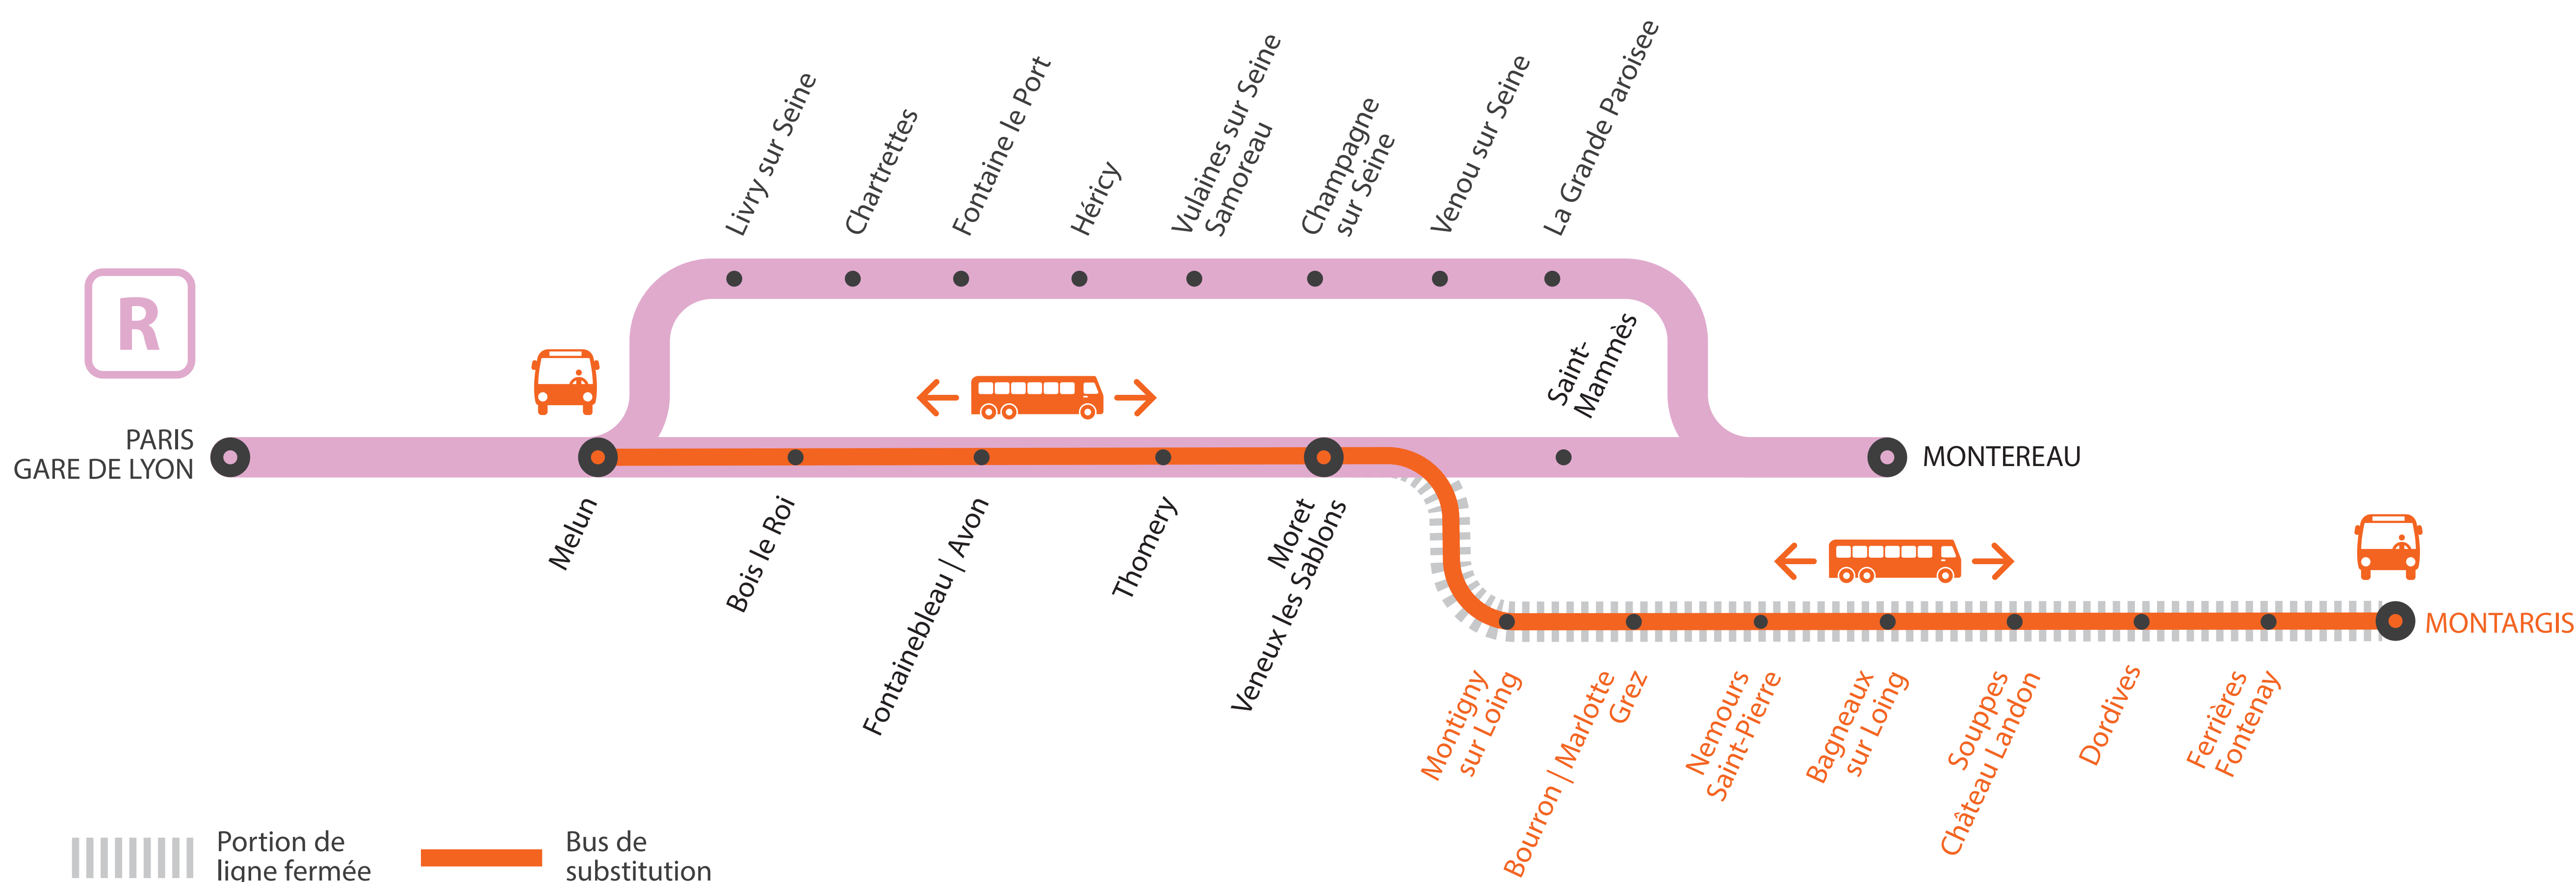 Livry sur Seine
Chartrettes
Fontaine le Port
Héricy
Vulaines sur Seine
Samoreau
Champagne
sur Seine
Venou sur Seine
La Grande Paroisee
R
Saint-
Mammès
PARIS
GARE DE LYON
MONTEREAU
Melun
Bois le Roi
Fontainebleau | Avon
Thomery
Moret
Veneux les Sablons
MONTARGIS
Montigny
sur Loing
Bourron | Marlotte
Grez
Nemours
Saint-Pierre
Bagneaux
sur Loing
Souppes
Château Landon
Dordives
Ferrières
Fontenay
Portion de
ligne fermée
Bus de
substitution